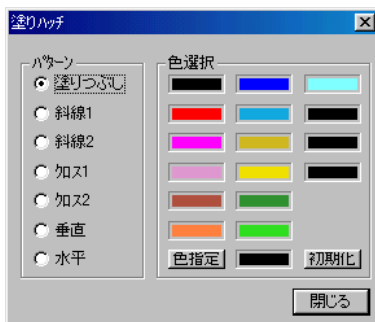 塗りハッチ
パターン
塗りつぶし
斜線1
斜線2
クロス1
クロス2
垂直
水平
色選択
色指定
初期化
閉じる